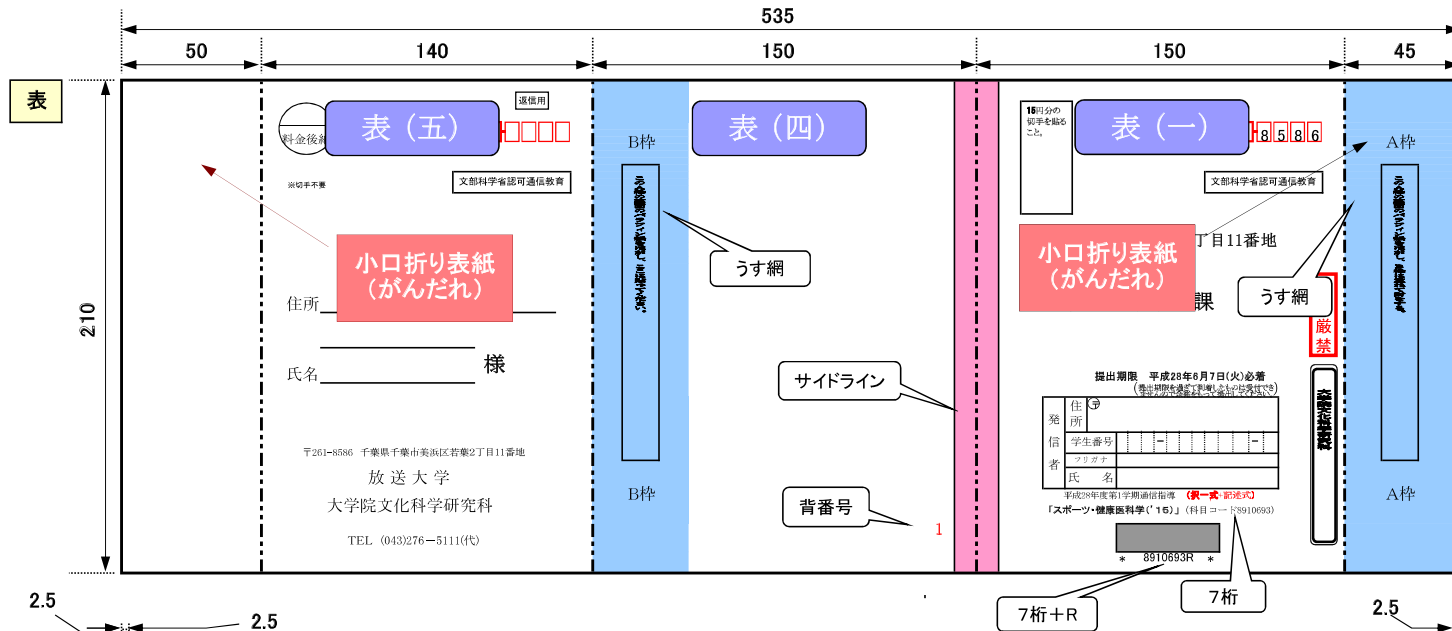 535
50
140
150
150
45
表
210
返信用
表（五）
料金後
※切手不要
文部科学省認可通信教育
小口折り表紙
（がんだれ）
住所
氏名
様
〒261-8586 千葉県千葉市美浜区若葉2丁目11番地
放送大学
大学院文化科学研究科
TEL (043)276－5111(代)
B枠
B枠
うす網
表（四）
サイドライン
背番号
1
15円分の
切手を貼る
こと。
表（一）
8586
文部科学省認可通信教育
丁目11番地
小口折り表紙
（がんだれ）
課
厳禁
うす網
A枠
A枠
提出期限　平成28年6月7日(火)必着
発信者
住所
〒
学生番号
－
－
フリガナ
氏　名
平成28年度第1学期通信指導 （択一式・記述式）
「スポーツ・健康医科学(’15)」（科目コード8910693）
* 8910693R *
7桁＋R
7桁
2.5
2.5
2.5